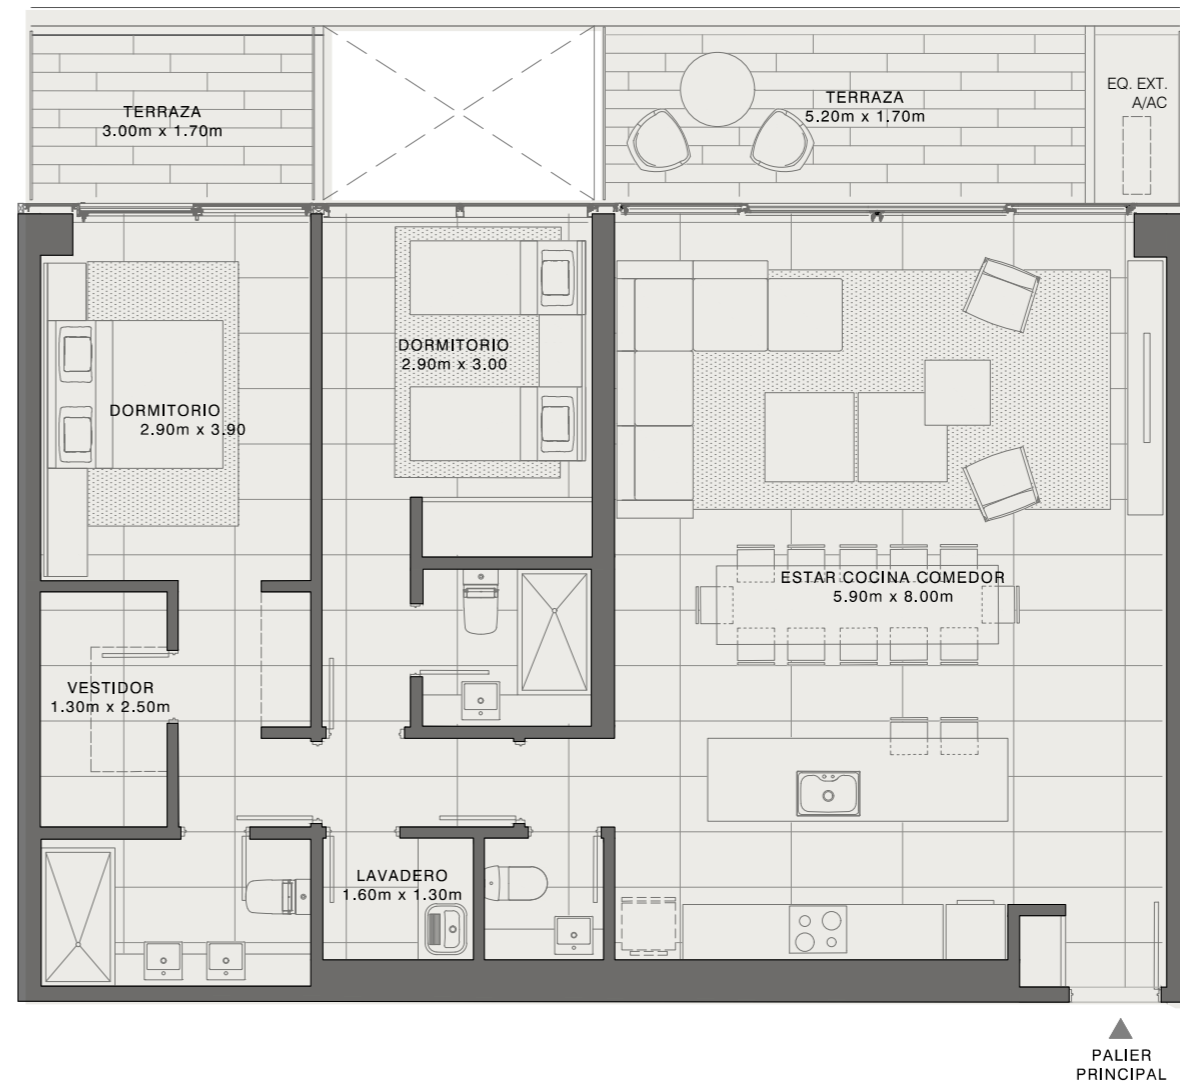 TERRAZA
3.00m x 1.70m
TERRAZA
5.20m x 1.70m
EQ. EXT.
A/AC
DORMITORIO
2.90m x 3.00
DORMITORIO
2.90m x 3.90
ESTAR COCINA COMEDOR
5.90m x 8.00m
VESTIDOR
1.30m x 2.50m
LAVADERO
1.60m x 1.30m
PALIER
PRINCIPAL